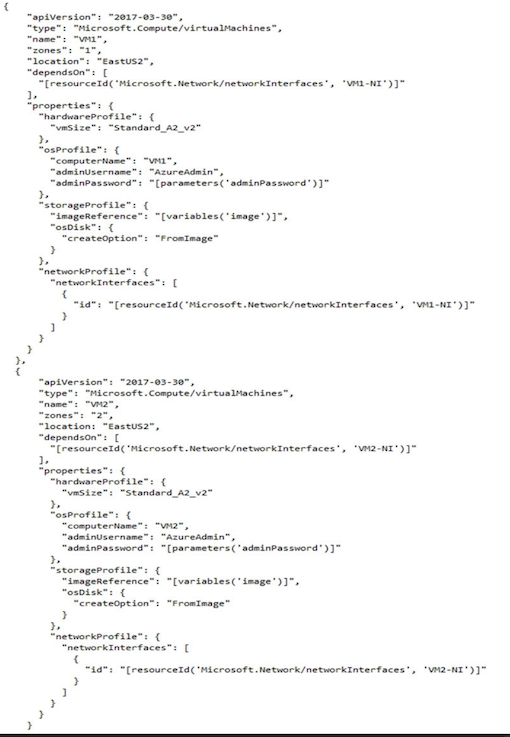 {
"apiVersion": "2017-03-30",
"type": "Microsoft.Compute/virtualMachines",
"name": "VM1",
"zones": "1",
"location": "EastUS2",
"dependsOn": [
"[resourceId('Microsoft.Network/networkInterfaces', 'VM1-NI')]"
],
"properties": {
"hardwareProfile": {
"vmSize": "Standard_A2_v2"
},
"osProfile": {
"computerName": "VM1",
"adminUsername": "AzureAdmin",
"adminPassword": "[parameters('adminPassword')]"
},
"storageProfile": {
"imageReference": "[variables('image')]",
"osDisk": {
"createOption": "FromImage"
}
},
"networkProfile": {
"networkInterfaces": [
{
"id": "[resourceId('Microsoft.Network/networkInterfaces', 'VM1-NI')]"
}
]
}
}
},
{
"apiVersion": "2017-03-30",
"type": "Microsoft.Compute/virtualMachines",
"name": "VM2",
"zones": "2",
"location: "EastUS2",
"dependsOn": [
"[resourceId('Microsoft.Network/networkInterfaces', 'VM2-NI')]"
],
"properties": {
"hardwareProfile": {
"vmSize": "Standard_A2_v2"
},
"osProfile": {
"computerName": "VM2",
"adminUsername": "AzureAdmin",
"adminPassword": "[parameters('adminPassword')]"
},
"storageProfile": {
"imageReference": "[variables('image')]",
"osDisk": {
"createOption": "FromImage"
}
},
"networkProfile": {
"networkInterfaces": [
{
"id": "[resourceId('Microsoft.Network/networkInterfaces', 'VM2-NI')]"
}
]
}
}
}